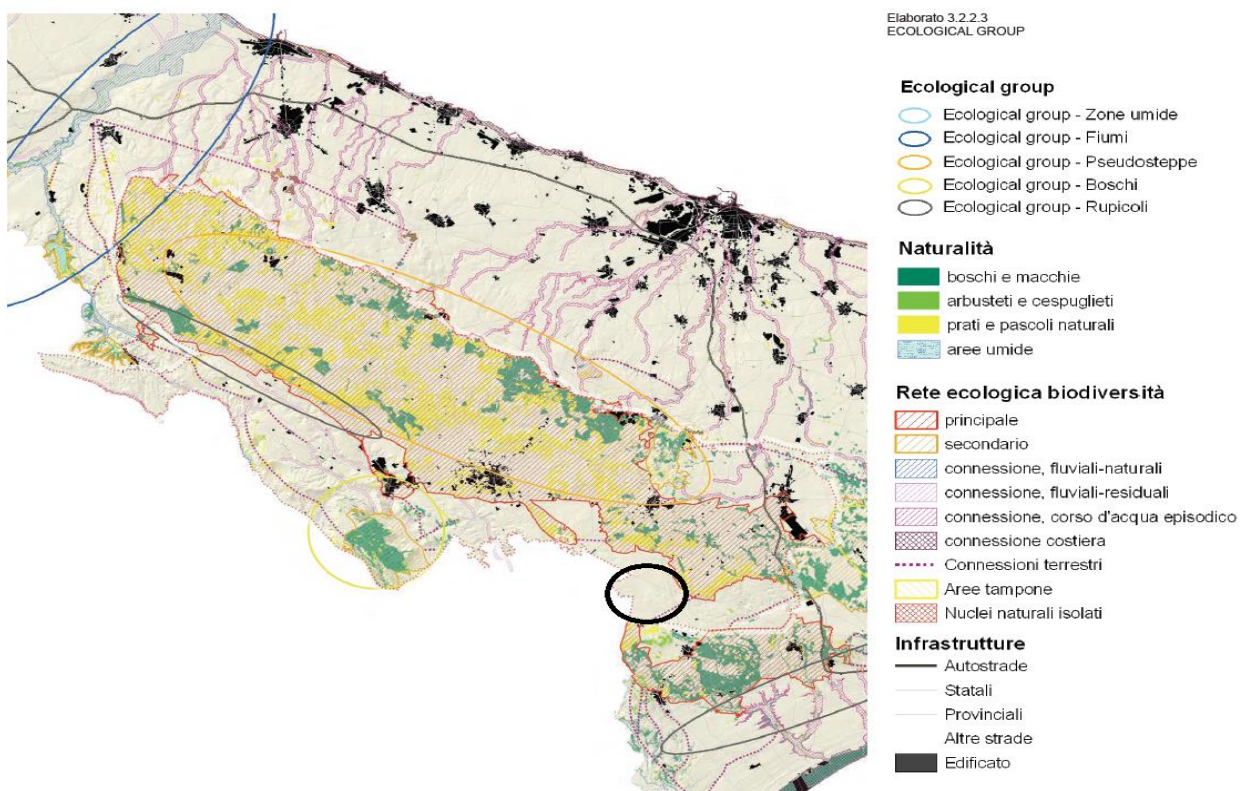 Elaborato 3.2.2.3
ECOLOGICAL GROUP
Ecological group
Ecological group - Zone umide
Ecological group - Fiumi
Ecological group - Pseudosteppe
Ecological group - Boschi
Ecological group - Rupicoli
Naturalità
boschi e macchie
arbusteti e cespuglieti
prati e pascoli naturali
aree umide
Rete ecologica biodiversità
principale
secondario
connessione, fluviali-naturali
connessione, fluviali-residuali
connessione, corso d'acqua episodico
connessione costiera
Connessioni terrestri
Aree tampone
Nuclei naturali isolati
Infrastrutture
Autostrade
Statali
Provinciali
Altre strade
Edificato